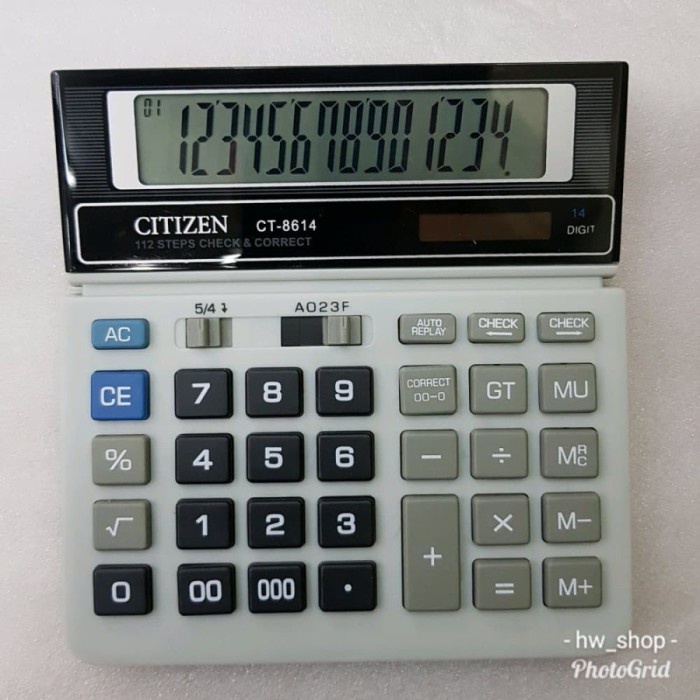 01 12345678901234.
CITIZEN CT-8614
112 STEPS CHECK & CORRECT
14
DIGIT
5/4 A023F
AC
AUTO REPLAY
CHECK
CHECK
CE 7 8 9
CORRECT
00→0
GT MU
% 4 5 6 − ÷ MRC
√ 1 2 3 + × M−
0 00 000 · = M+
- hw_shop -
PhotoGrid